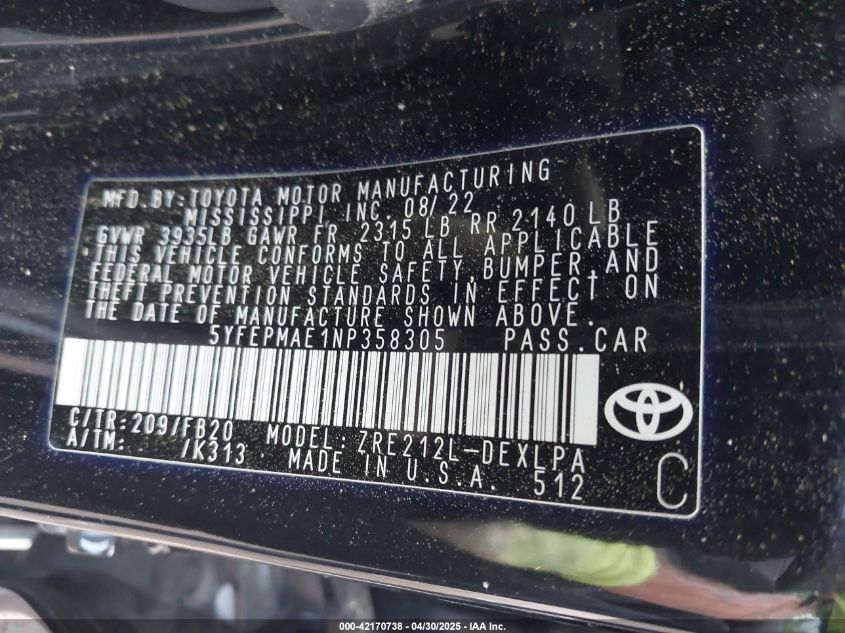 MFD.BY:TOYOTA MOTOR MANUFACTURING
MISSISSIPPI, INC. 08/22
GVWR 3935LB GAWR FR 2315 LB RR 2140 LB
THIS VEHICLE CONFORMS TO ALL APPLICABLE
FEDERAL MOTOR VEHICLE SAFETY,BUMPER,AND
THEFT PREVENTION STANDARDS IN EFFECT ON
THE DATE OF MANUFACTURE SHOWN ABOVE.
5YFEPMAE1NP358305 PASS.CAR
C/TR:209/FB20 MODEL:ZRE212L-DEXLPA
A/TM: /K313 MADE IN U.S.A. 512
C
000-42170738 - 04/30/2025 - IAA Inc.